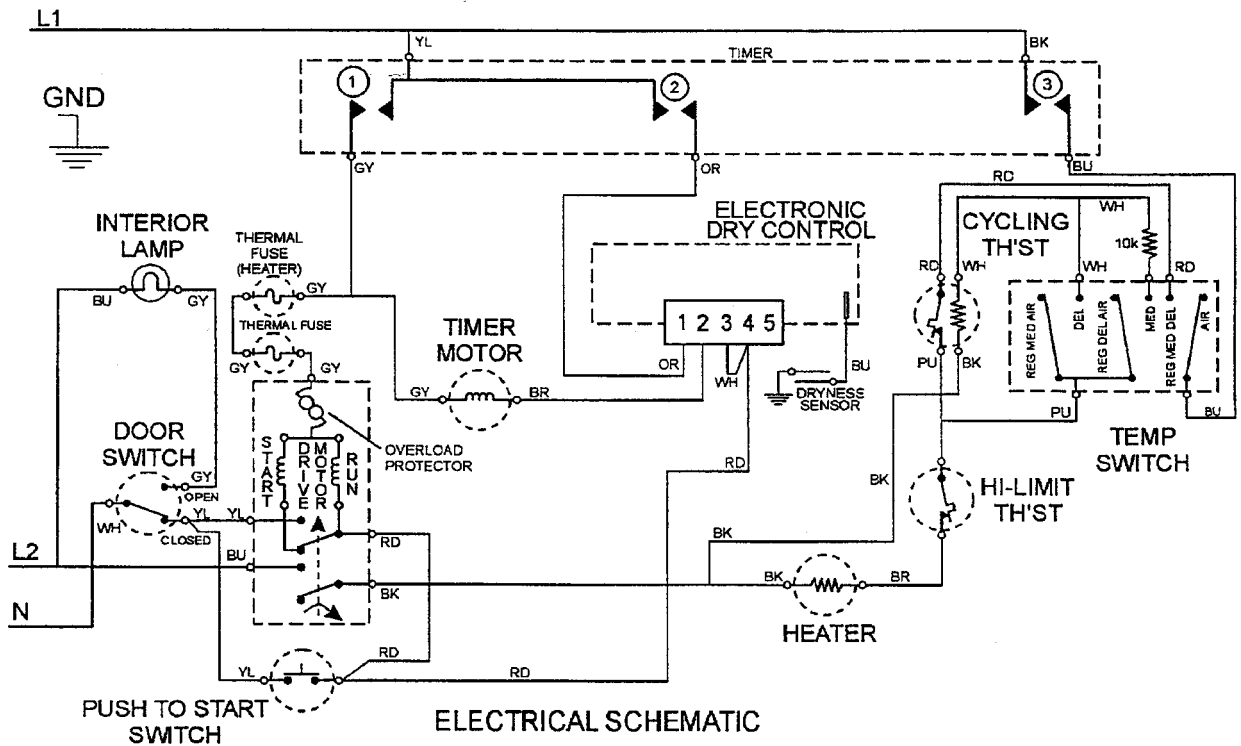 L1
YL
BK
TIMER
1
2
3
GND
GY
OR
BU
RD
WH
INTERIOR
LAMP
THERMAL
FUSE
(HEATER)
ELECTRONIC
DRY CONTROL
CYCLING
TH'ST
10k
RD
WH
WH
RD
BU
GY
GY
THERMAL FUSE
GY
GY
TIMER
MOTOR
1 2 3 4 5
OR
WH
BU
DRYNESS
SENSOR
PU
BK
REG MED AIR
DEL
REG DEL AIR
MED
REG MED DEL
AIR
GY
BR
PU
BU
TEMP
SWITCH
DOOR
SWITCH
START
DRIVE
MOTOR
RUN
OVERLOAD
PROTECTOR
GY
OPEN
WH
YL
YL
CLOSED
RD
BK
HI-LIMIT
TH'ST
L2
BU
RD
BK
N
BK
BK
BR
HEATER
YL
RD
RD
PUSH TO START
SWITCH
ELECTRICAL SCHEMATIC